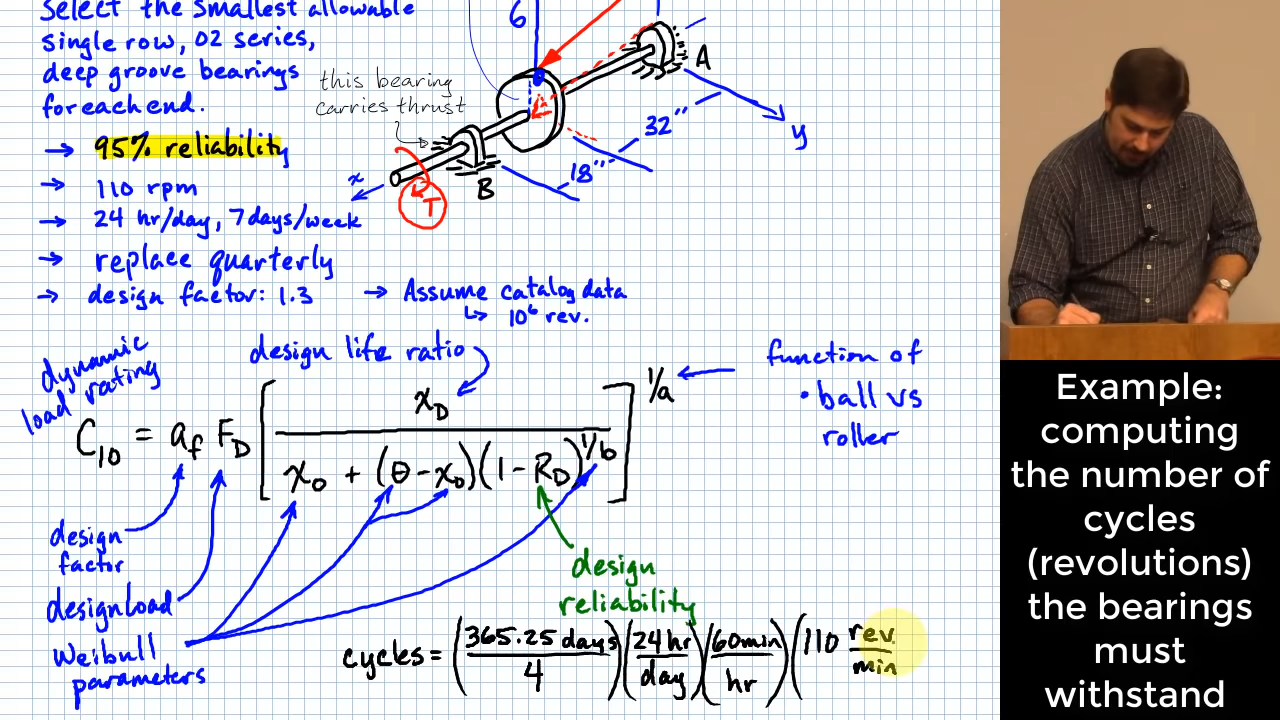 Select the smallest allowable
single row, 02 series,
deep groove bearings
for each end.
→ 95% reliability
→ 110 rpm
→ 24 hr/day, 7 days/week
→ replace quarterly
→ design factor: 1.3
→ Assume catalog data
↳ 10⁶ rev.
this bearing
carries thrust
6
A
y
32"
18"
B
x
T
dynamic
load rating
design life ratio
function of
• ball vs
roller
C₁₀ = a_f F_D [ x_D / (x₀ + (θ - x₀)(1 - R_D)^(1/b)) ]^(1/a)
design
factor
design load
Weibull
parameters
design
reliability
cycles = (365.25 days / 4)(24 hr / day)(60 min / hr)(110 rev / min
Example:
computing
the number of
cycles
(revolutions)
the bearings
must
withstand